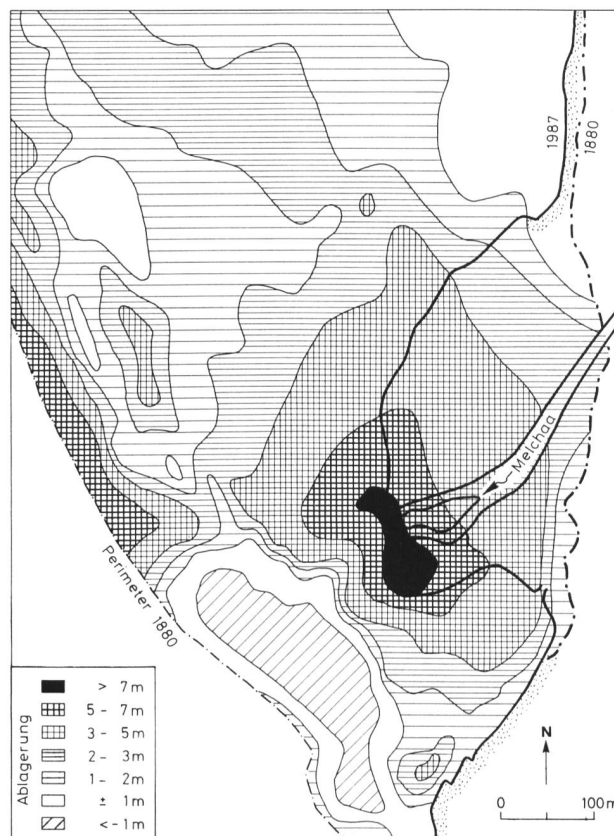 1987
1880
Melchaa
Perimeter 1880
Ablagerung
> 7m
5 - 7m
3 - 5m
2 - 3m
1 - 2m
± 1m
< - 1m
N
0 100m